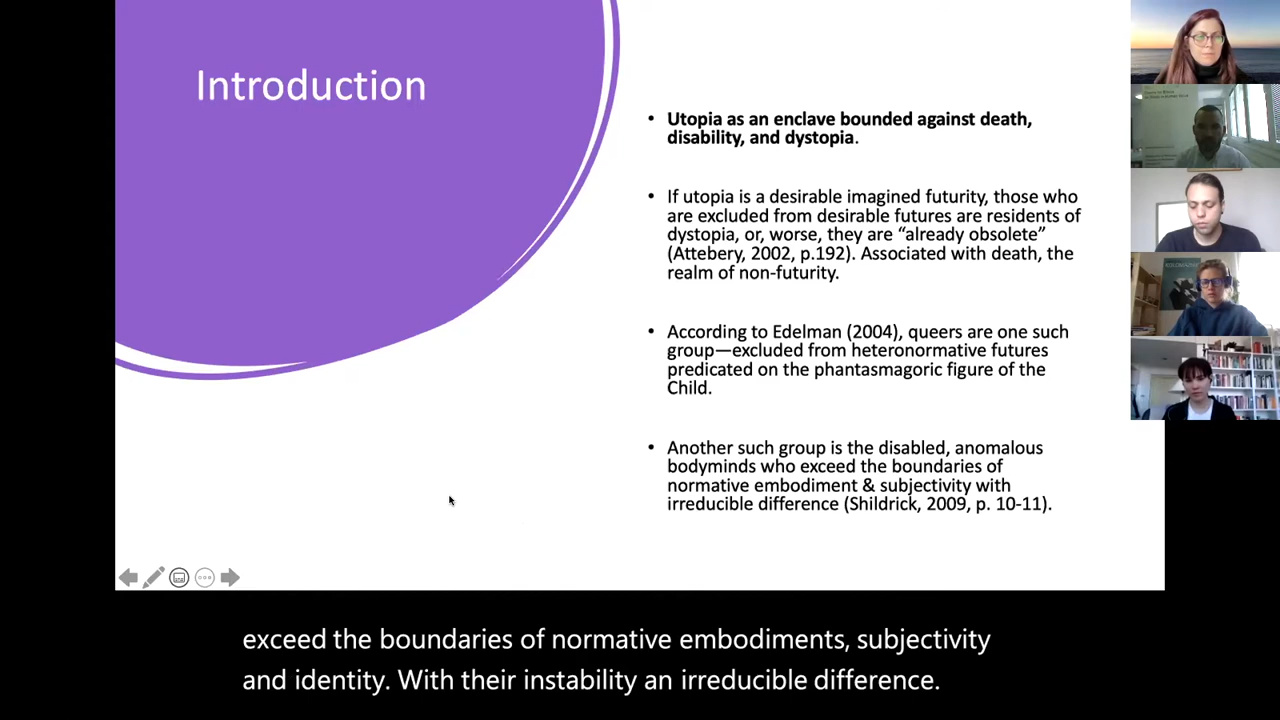 Introduction
• Utopia as an enclave bounded against death,
disability, and dystopia.
• If utopia is a desirable imagined futurity, those who
are excluded from desirable futures are residents of
dystopia, or, worse, they are “already obsolete”
(Attebery, 2002, p.192). Associated with death, the
realm of non-futurity.
• According to Edelman (2004), queers are one such
group—excluded from heteronormative futures
predicated on the phantasmagoric figure of the
Child.
• Another such group is the disabled, anomalous
bodyminds who exceed the boundaries of
normative embodiment & subjectivity with
irreducible difference (Shildrick, 2009, p. 10-11).
exceed the boundaries of normative embodiments, subjectivity
and identity. With their instability an irreducible difference.